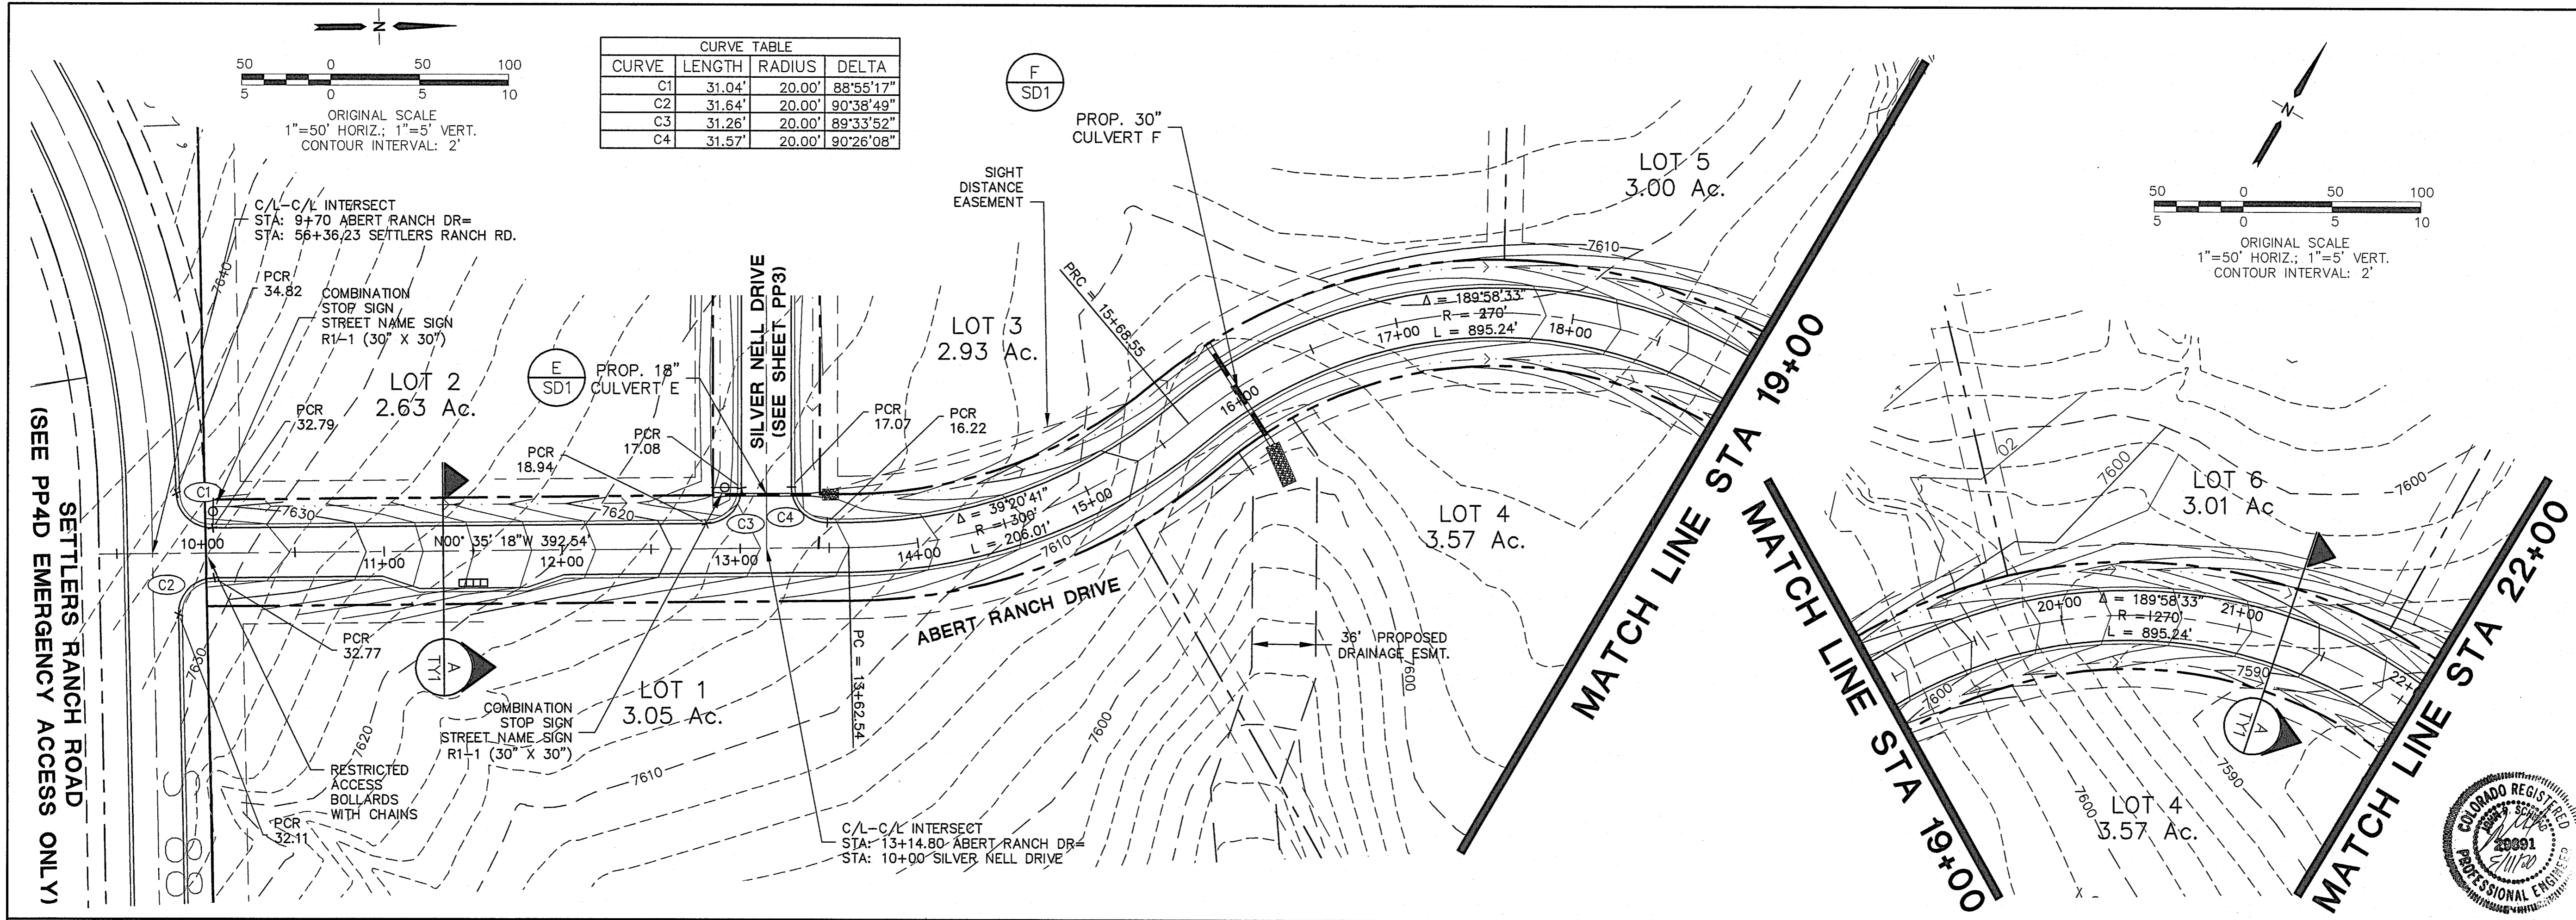 N
50 0 50 100
5 0 5 10
ORIGINAL SCALE
1"=50' HORIZ.; 1"=5' VERT.
CONTOUR INTERVAL: 2'
CURVE TABLE
CURVE LENGTH RADIUS DELTA
C1 31.04' 20.00' 88°55'17"
C2 31.64' 20.00' 90°38'49"
C3 31.26' 20.00' 89°33'52"
C4 31.57' 20.00' 90°26'08"
F
SD1
PROP. 30"
CULVERT F
SIGHT
DISTANCE
EASEMENT
LOT 5
3.00 Ac.
N
50 0 50 100
5 0 5 10
ORIGINAL SCALE
1"=50' HORIZ.; 1"=5' VERT.
CONTOUR INTERVAL: 2'
C/L-C/L INTERSECT
STA: 9+70 ABERT RANCH DR=
STA: 56+36.23 SETTLERS RANCH RD.
7640
PCR
34.82
COMBINATION
STOP SIGN
STREET NAME SIGN
R1-1 (30" X 30")
LOT 2
2.63 Ac.
PCR
32.79
E
SD1
PROP. 18"
CULVERT E
SILVER NELL DRIVE
(SEE SHEET PP3)
PCR
18.94
PCR
17.08
PCR
17.07
PCR
16.22
LOT 3
2.93 Ac.
PRC = 15+68.55
7610
Δ = 189°58'33"
R = 270'
L = 895.24'
16+00
17+00
18+00
C1
C2
C3
C4
7630
7620
10+00
11+00
12+00
13+00
14+00
15+00
N00° 35' 18"W 392.54'
Δ = 39°20'41"
R = 300'
L = 206.01'
7610
ABERT RANCH DRIVE
PC = 13+62.54
LOT 4
3.57 Ac.
36' PROPOSED
DRAINAGE ESMT.
7600
7600
SETTLERS RANCH ROAD
(SEE PP4D EMERGENCY ACCESS ONLY)
PCR
32.77
7630
A
TY1
LOT 1
3.05 Ac.
COMBINATION
STOP SIGN
STREET NAME SIGN
R1-1 (30" X 30")
7620
7610
RESTRICTED
ACCESS
BOLLARDS
WITH CHAINS
PCR
32.11
C/L-C/L INTERSECT
STA: 13+14.80 ABERT RANCH DR=
STA: 10+00 SILVER NELL DRIVE
MATCH LINE STA 19+00
MATCH LINE STA 19+00
02
7600
LOT 6
3.01 Ac
7600
20+00
21+00
22+
Δ = 189°58'33"
R = 270
L = 895.24'
7600
7590
A
TY1
7590
7600
LOT 4
3.57 Ac.
MATCH LINE STA 22+00
COLORADO REGISTERED
29891
5/11/20
PROFESSIONAL ENGINEER